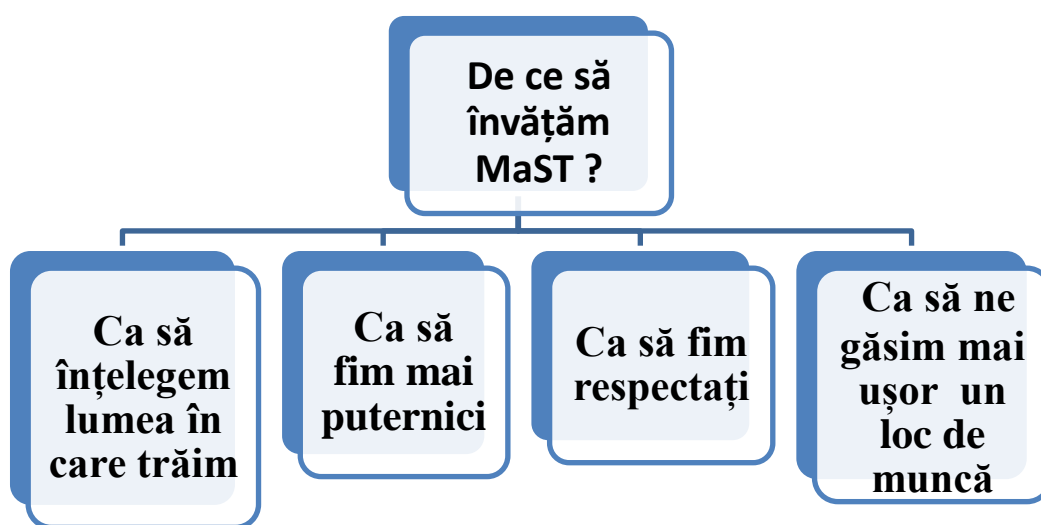 De ce să
învățăm
MaST ?
Ca să
înțelegem
lumea în
care trăim
Ca să
fim mai
puternici
Ca să fim
respectați
Ca să ne
găsim mai
ușor un
loc de
muncă